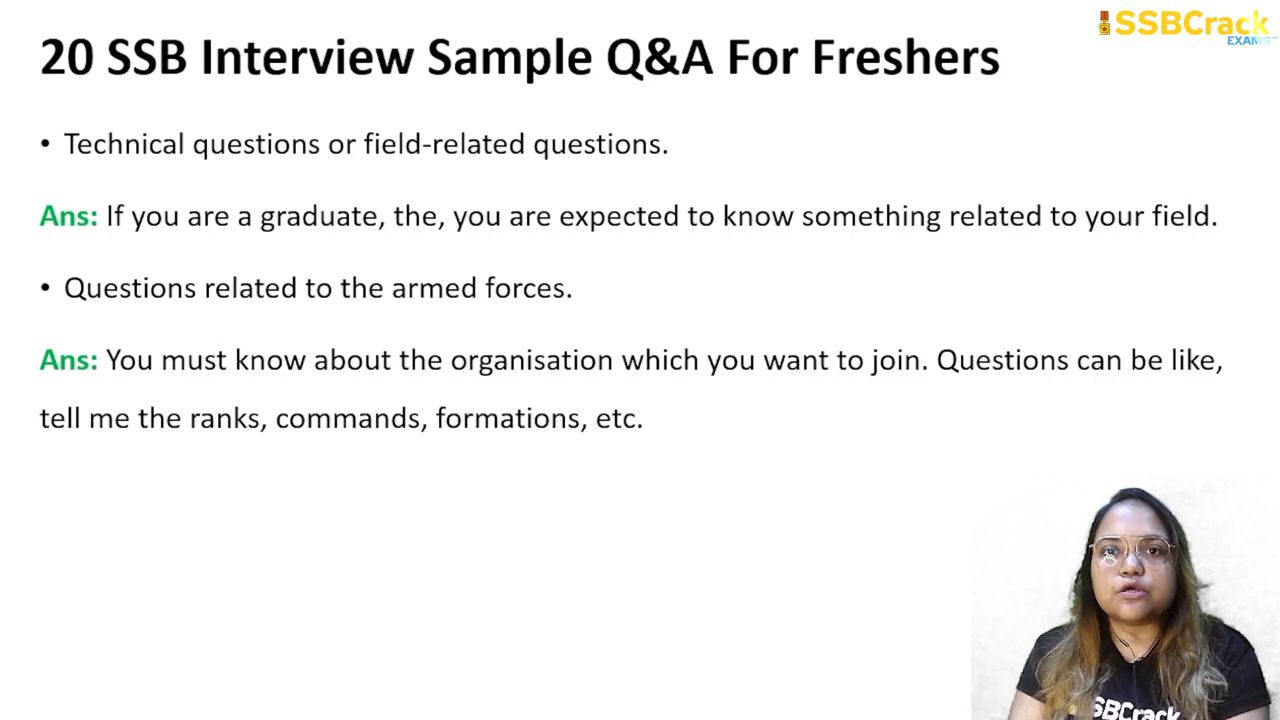 SSBCrack
EXAMS
20 SSB Interview Sample Q&A For Freshers
• Technical questions or field-related questions.
Ans: If you are a graduate, the, you are expected to know something related to your field.
• Questions related to the armed forces.
Ans: You must know about the organisation which you want to join. Questions can be like,
tell me the ranks, commands, formations, etc.
SBCrack